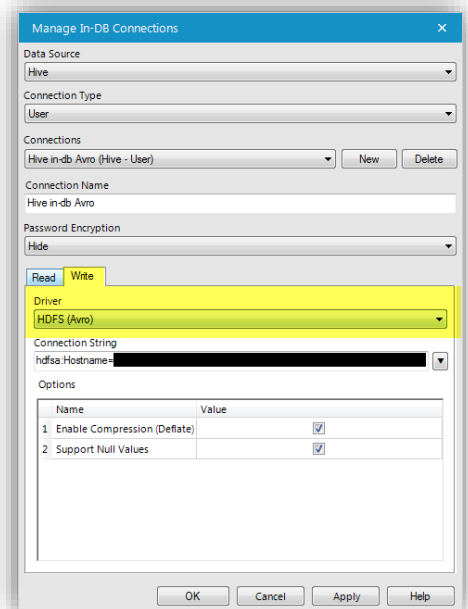 Manage In-DB Connections
Data Source
Hive
Connection Type
User
Connections
Hive in-db Avro (Hive - User) New Delete
Connection Name
Hive in-db Avro
Password Encryption
Hide
Read Write
Driver
HDFS (Avro)
Connection String
hdfsa:Hostname=
Options
Name Value
1 Enable Compression (Deflate)
2 Support Null Values
OK Cancel Apply Help